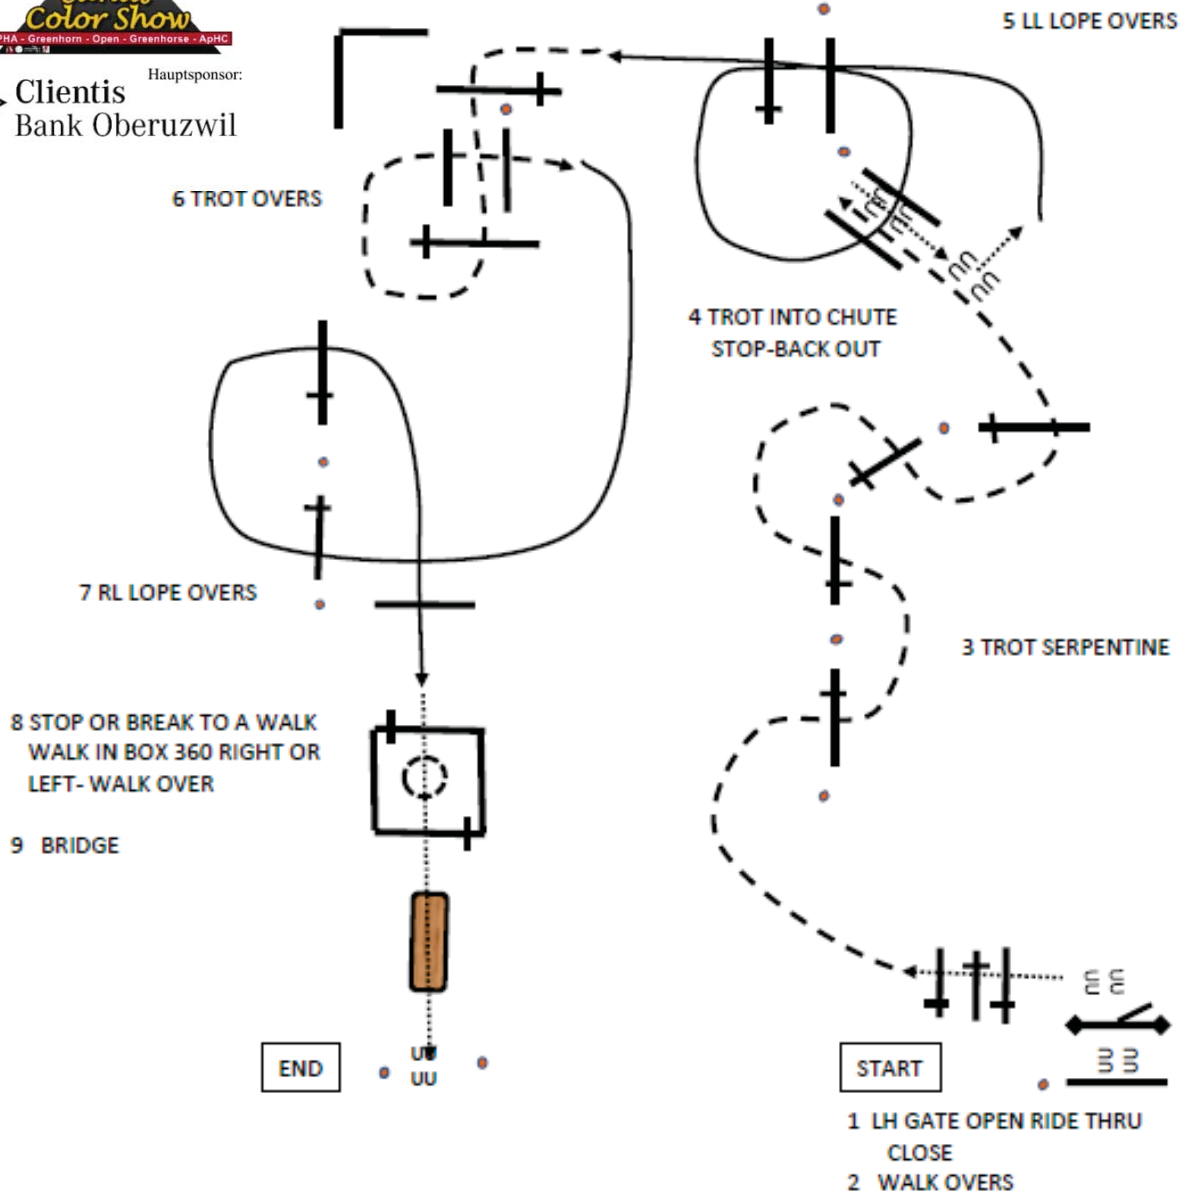 Color Show
PHA - Greenhorn - Open - Greenhorse - ApHC
Hauptsponsor:
Clientis
Bank Oberuzwil
5 LL LOPE OVERS
6 TROT OVERS
4 TROT INTO CHUTE
STOP-BACK OUT
7 RL LOPE OVERS
3 TROT SERPENTINE
8 STOP OR BREAK TO A WALK
WALK IN BOX 360 RIGHT OR
LEFT- WALK OVER
9 BRIDGE
END
START
1 LH GATE OPEN RIDE THRU
CLOSE
2 WALK OVERS